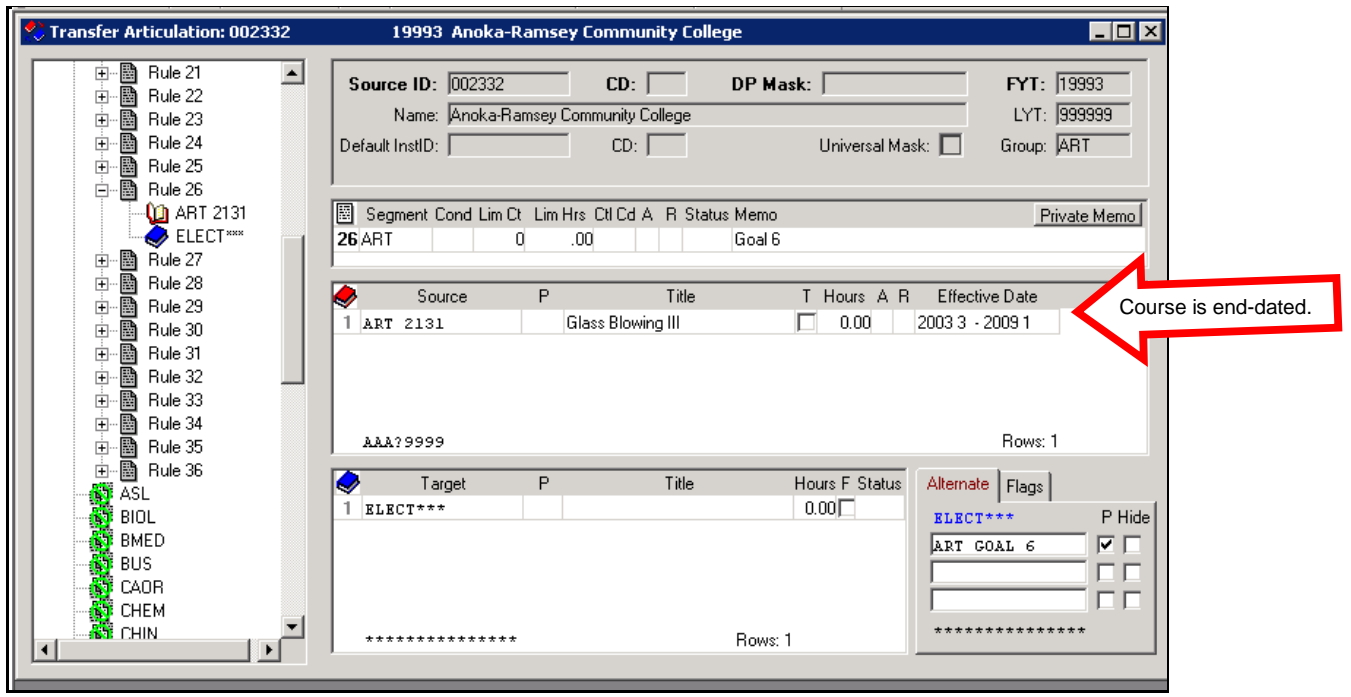 Transfer Articulation: 002332 19993 Anoka-Ramsey Community College
Rule 21
Rule 22
Rule 23
Rule 24
Rule 25
Rule 26
ART 2131
ELECT***
Rule 27
Rule 28
Rule 29
Rule 30
Rule 31
Rule 32
Rule 33
Rule 34
Rule 35
Rule 36
ASL
BIOL
BMED
BUS
CAOR
CHEM
CHIN
Source ID: 002332 CD: DP Mask: FYT: 19993
Name: Anoka-Ramsey Community College LYT: 999999
Default InstID: CD: Universal Mask: Group: ART
Segment Cond Lim Ct Lim Hrs Ctl Cd A R Status Memo Private Memo
26 ART 0 .00 Goal 6
Source P Title T Hours A R Effective Date
1 ART 2131 Glass Blowing III 0.00 2003 3 - 2009 1
AAA?9999 Rows: 1
Course is end-dated.
Target P Title Hours F Status
1 ELECT*** 0.00
*************** Rows: 1
Alternate Flags
ELECT*** P Hide
ART GOAL 6
***************